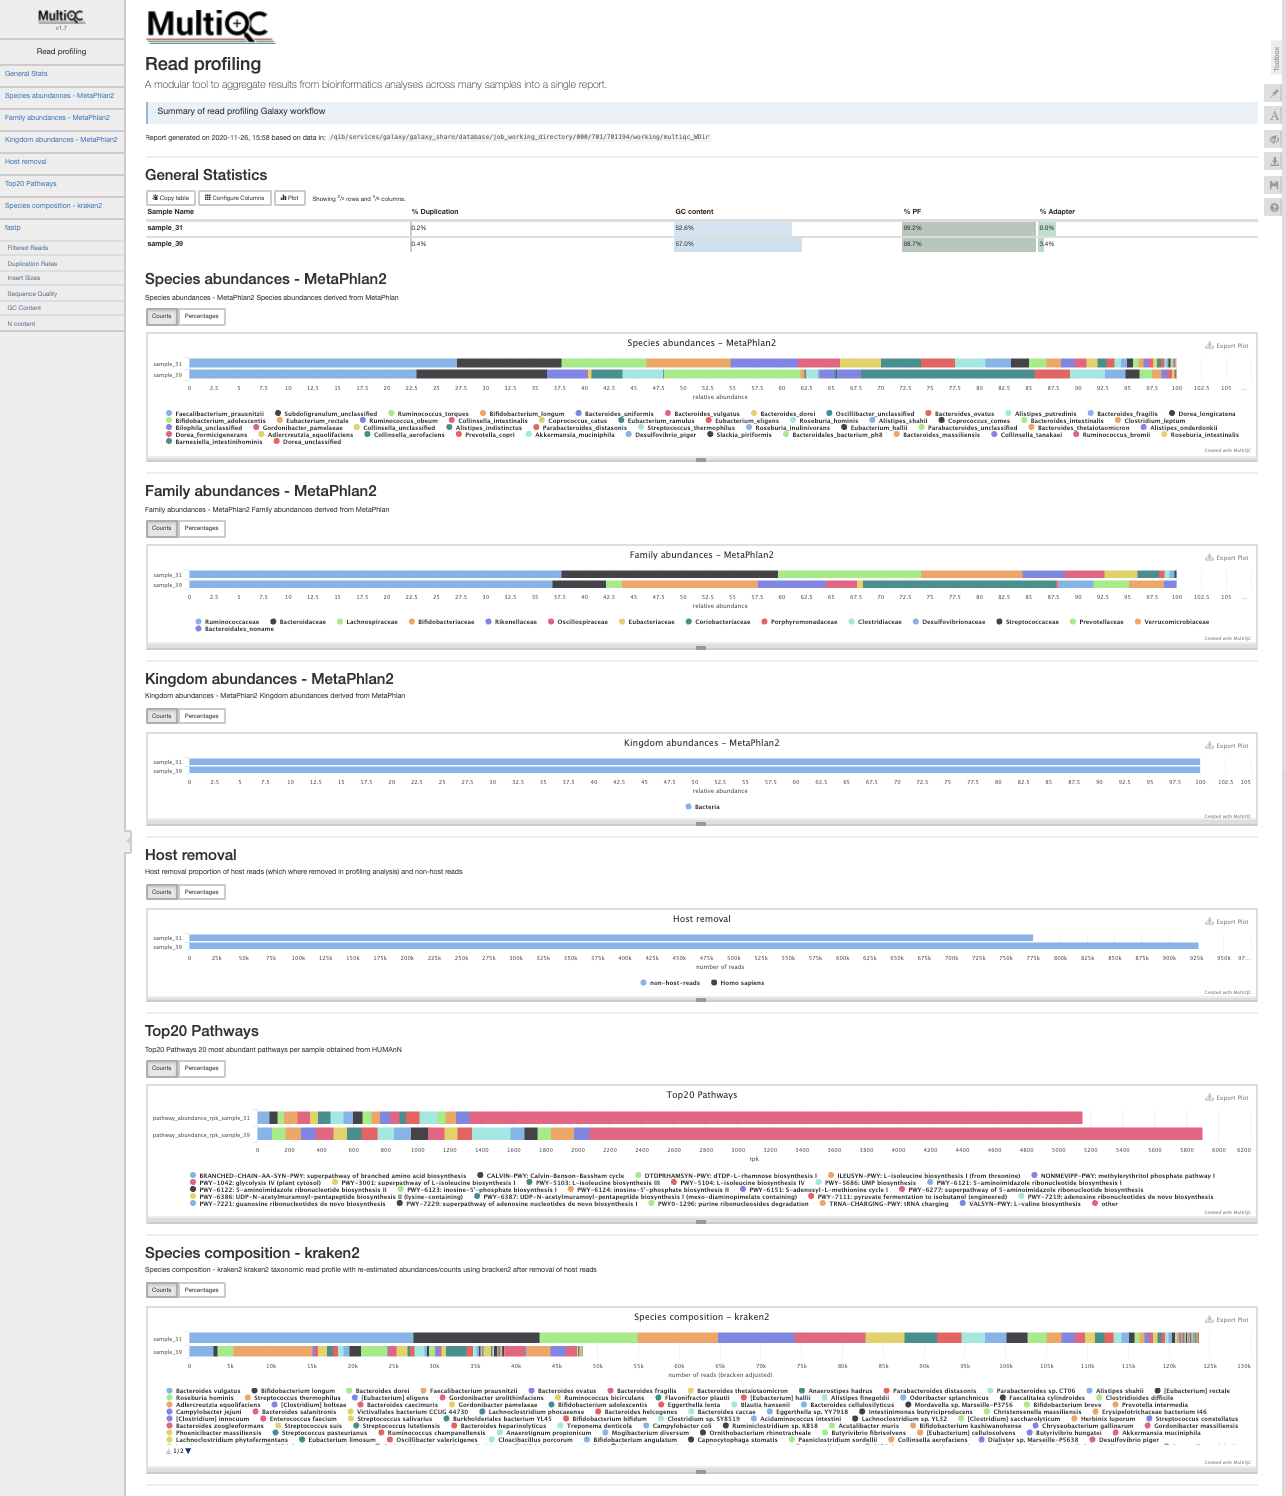 MultiQC
v1.7
Read profiling
General Stats
Species abundances - MetaPhlan2
Family abundances - MetaPhlan2
Kingdom abundances - MetaPhlan2
Host removal
Top20 Pathways
Species composition - kraken2
fastp
Filtered Reads
Duplication Rates
Insert Sizes
Sequence Quality
GC Content
N content
Toolbox
MultiQC
Read profiling
A modular tool to aggregate results from bioinformatics analyses across many samples into a single report.
Summary of read profiling Galaxy workflow
Report generated on 2020-11-26, 15:58 based on data in: /qib/services/galaxy/galaxy_share/database/job_working_directory/000/701/701194/working/multiqc_WDir
General Statistics
Copy table Configure Columns Plot Showing 2/2 rows and 4/6 columns.
Sample Name % Duplication GC content % PF % Adapter
sample_31 0.2% 52.6% 99.2% 9.0%
sample_39 0.4% 57.0% 98.7% 3.4%
Species abundances - MetaPhlan2
Species abundances - MetaPhlan2 Species abundances derived from MetaPhlan
Counts Percentages
Species abundances - MetaPhlan2
Export Plot
sample_31
sample_39
0 2.5 5 7.5 10 12.5 15 17.5 20 22.5 25 27.5 30 32.5 35 37.5 40 42.5 45 47.5 50 52.5 55 57.5 60 62.5 65 67.5 70 72.5 75 77.5 80 82.5 85 87.5 90 92.5 95 97.5 100 102.5 105 ...
relative abundance
Faecalibacterium_prausnitzii Subdoligranulum_unclassified Ruminococcus_torques Bifidobacterium_longum Bacteroides_uniformis Bacteroides_vulgatus Bacteroides_dorei Oscillibacter_unclassified Bacteroides_ovatus Alistipes_putredinis Bacteroides_fragilis Dorea_longicatena
Bifidobacterium_adolescentis Eubacterium_rectale Ruminococcus_obeum Collinsella_intestinalis Coprococcus_catus Eubacterium_ramulus Eubacterium_eligens Roseburia_hominis Alistipes_shahii Coprococcus_comes Bacteroides_intestinalis Clostridium_leptum
Bilophila_unclassified Gordonibacter_pamelaeae Collinsella_unclassified Alistipes_indistinctus Parabacteroides_distasonis Streptococcus_thermophilus Roseburia_inulinivorans Eubacterium_hallii Parabacteroides_unclassified Bacteroides_thetaiotaomicron Alistipes_onderdonkii
Dorea_formicigenerans Adlercreutzia_equolifaciens Collinsella_aerofaciens Prevotella_copri Akkermansia_muciniphila Desulfovibrio_piger Slackia_piriformis Bacteroidales_bacterium_ph8 Bacteroides_massiliensis Collinsella_tanakaei Ruminococcus_bromii Roseburia_intestinalis
Barnesiella_intestinihominis Dorea_unclassified
Created with MultiQC
Family abundances - MetaPhlan2
Family abundances - MetaPhlan2 Family abundances derived from MetaPhlan
Counts Percentages
Family abundances - MetaPhlan2
Export Plot
sample_31
sample_39
0 2.5 5 7.5 10 12.5 15 17.5 20 22.5 25 27.5 30 32.5 35 37.5 40 42.5 45 47.5 50 52.5 55 57.5 60 62.5 65 67.5 70 72.5 75 77.5 80 82.5 85 87.5 90 92.5 95 97.5 100 102.5 105 ...
relative abundance
Ruminococcaceae Bacteroidaceae Lachnospiraceae Bifidobacteriaceae Rikenellaceae Oscillospiraceae Eubacteriaceae Coriobacteriaceae Porphyromonadaceae Clostridiaceae Desulfovibrionaceae Streptococcaceae Prevotellaceae Verrucomicrobiaceae
Bacteroidales_noname
Created with MultiQC
Kingdom abundances - MetaPhlan2
Kingdom abundances - MetaPhlan2 Kingdom abundances derived from MetaPhlan
Counts Percentages
Kingdom abundances - MetaPhlan2
Export Plot
sample_31
sample_39
0 2.5 5 7.5 10 12.5 15 17.5 20 22.5 25 27.5 30 32.5 35 37.5 40 42.5 45 47.5 50 52.5 55 57.5 60 62.5 65 67.5 70 72.5 75 77.5 80 82.5 85 87.5 90 92.5 95 97.5 100 102.5 105
relative abundance
Bacteria
Created with MultiQC
Host removal
Host removal proportion of host reads (which where removed in profiling analysis) and non-host reads
Counts Percentages
Host removal
Export Plot
sample_31
sample_39
0 25k 50k 75k 100k 125k 150k 175k 200k 225k 250k 275k 300k 325k 350k 375k 400k 425k 450k 475k 500k 525k 550k 575k 600k 625k 650k 675k 700k 725k 750k 775k 800k 825k 850k 875k 900k 925k 950k 97...
number of reads
non-host-reads Homo sapiens
Created with MultiQC
Top20 Pathways
Top20 Pathways 20 most abundant pathways per sample obtained from HUMAnN
Counts Percentages
Top20 Pathways
Export Plot
pathway_abundance_rpk_sample_31
pathway_abundance_rpk_sample_39
0 200 400 600 800 1000 1200 1400 1600 1800 2000 2200 2400 2600 2800 3000 3200 3400 3600 3800 4000 4200 4400 4600 4800 5000 5200 5400 5600 5800 6000 6200
rpk
BRANCHED-CHAIN-AA-SYN-PWY: superpathway of branched amino acid biosynthesis CALVIN-PWY: Calvin-Benson-Bassham cycle DTDPRHAMSYN-PWY: dTDP-L-rhamnose biosynthesis I ILEUSYN-PWY: L-isoleucine biosynthesis I (from threonine) NONMEVIPP-PWY: methylerythritol phosphate pathway I
PWY-1042: glycolysis IV (plant cytosol) PWY-3001: superpathway of L-isoleucine biosynthesis I PWY-5103: L-isoleucine biosynthesis III PWY-5104: L-isoleucine biosynthesis IV PWY-5686: UMP biosynthesis PWY-6121: 5-aminoimidazole ribonucleotide biosynthesis I
PWY-6122: 5-aminoimidazole ribonucleotide biosynthesis II PWY-6123: inosine-5'-phosphate biosynthesis I PWY-6124: inosine-5'-phosphate biosynthesis II PWY-6151: S-adenosyl-L-methionine cycle I PWY-6277: superpathway of 5-aminoimidazole ribonucleotide biosynthesis
PWY-6386: UDP-N-acetylmuramoyl-pentapeptide biosynthesis II (lysine-containing) PWY-6387: UDP-N-acetylmuramoyl-pentapeptide biosynthesis I (meso-diaminopimelate containing) PWY-7111: pyruvate fermentation to isobutanol (engineered) PWY-7219: adenosine ribonucleotides de novo biosynthesis
PWY-7221: guanosine ribonucleotides de novo biosynthesis PWY-7229: superpathway of adenosine nucleotides de novo biosynthesis I PWY0-1296: purine ribonucleosides degradation TRNA-CHARGING-PWY: tRNA charging VALSYN-PWY: L-valine biosynthesis other
Created with MultiQC
Species composition - kraken2
Species composition - kraken2 kraken2 taxonomic read profile with re-estimated abundances/counts using bracken2 after removal of host reads
Counts Percentages
Species composition - kraken2
Export Plot
sample_31
sample_39
0 5k 10k 15k 20k 25k 30k 35k 40k 45k 50k 55k 60k 65k 70k 75k 80k 85k 90k 95k 100k 105k 110k 115k 120k 125k 130k
number of reads (bracken adjusted)
Bacteroides vulgatus Bifidobacterium longum Bacteroides dorei Faecalibacterium prausnitzii Bacteroides ovatus Bacteroides fragilis Bacteroides thetaiotaomicron Anaerostipes hadrus Parabacteroides distasonis Parabacteroides sp. CT06 Alistipes shahii [Eubacterium] rectale
Roseburia hominis Streptococcus thermophilus [Eubacterium] eligens Gordonibacter urolithinfaciens Ruminococcus bicirculans Flavonifractor plautii [Eubacterium] hallii Alistipes finegoldii Odoribacter splanchnicus Faecalitalea cylindroides Clostridioides difficile
Adlercreutzia equolifaciens [Clostridium] bolteae Bacteroides caecimuris Gordonibacter pamelaeae Bifidobacterium adolescentis Eggerthella lenta Blautia hansenii Bacteroides cellulosilyticus Mordavella sp. Marseille-P3756 Bifidobacterium breve Prevotella intermedia
Campylobacter jejuni Bacteroides salanitronis Victivallales bacterium CCUG 44730 Lachnoclostridium phocaeense Bacteroides helcogenes Bacteroides caccae Eggerthella sp. YY7918 Intestinimonas butyriciproducens Christensenella massiliensis Erysipelotrichaceae bacterium I46
[Clostridium] innocuum Enterococcus faecium Streptococcus salivarius Burkholderiales bacterium YL45 Bifidobacterium bifidum Clostridium sp. SY8519 Acidaminococcus intestini Lachnoclostridium sp. YL32 [Clostridium] saccharolyticum Herbinix luporum Streptococcus constellatus
Bacteroides zoogleoformans Streptococcus lutetiensis Bacteroides heparinolyticus Treponema denticola Campylobacter coli Ruminiclostridium sp. KB18 Acutalibacter muris Bifidobacterium kashiwanohense Chryseobacterium gallinarum Gordonibacter massiliensis
Phoenicibacter massiliensis Streptococcus suis Streptococcus pasteurianus Ruminococcus champanellensis Anaerotignum propionicum Mogibacterium diversum Ornithobacterium rhinotracheale Butyrivibrio fibrisolvens [Eubacterium] cellulosolvens Butyrivibrio hungatei Akkermansia muciniphila
Lachnoclostridium phytofermentans Eubacterium limosum Oscillibacter valericigenes Cloacibacillus porcorum Bifidobacterium angulatum Capnocytophaga stomatis Paeniclostridium sordellii Collinsella aerofaciens Dialister sp. Marseille-P5638 Desulfovibrio piger
1/2
Created with MultiQC